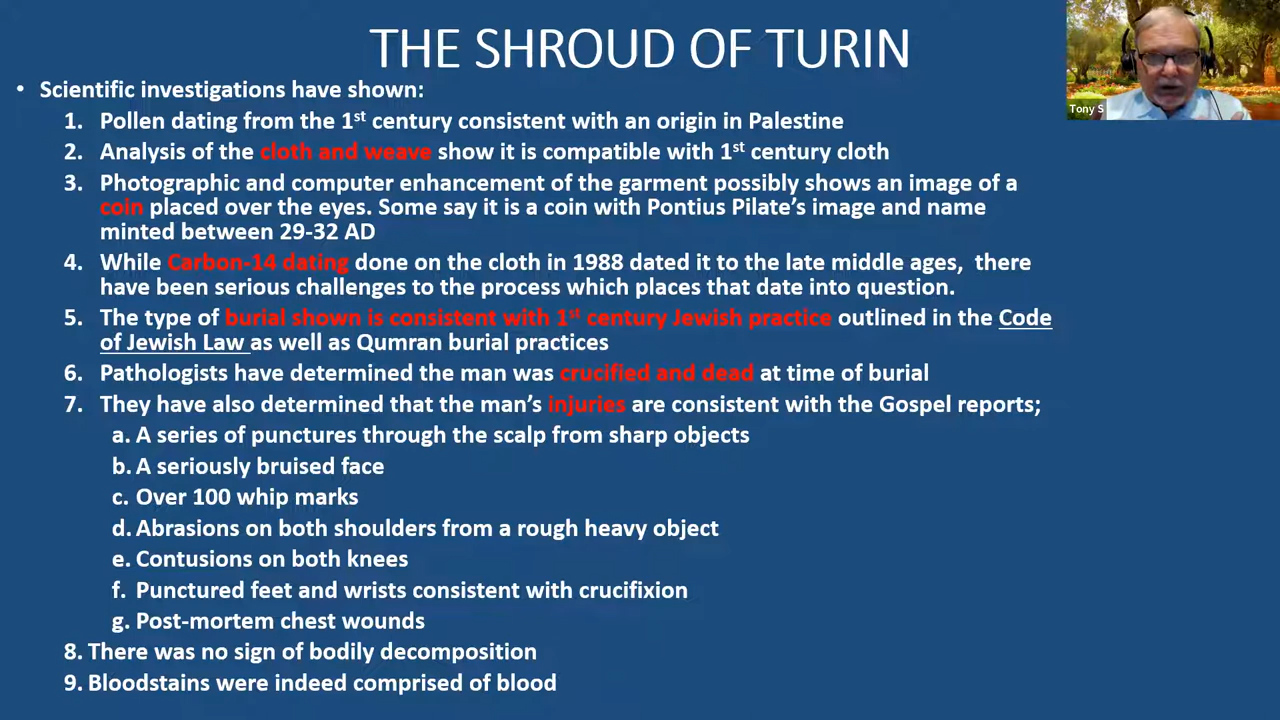 THE SHROUD OF TURIN
• Scientific investigations have shown:
1. Pollen dating from the 1st century consistent with an origin in Palestine
2. Analysis of the cloth and weave show it is compatible with 1st century cloth
3. Photographic and computer enhancement of the garment possibly shows an image of a
coin placed over the eyes. Some say it is a coin with Pontius Pilate's image and name
minted between 29-32 AD
4. While Carbon-14 dating done on the cloth in 1988 dated it to the late middle ages, there
have been serious challenges to the process which places that date into question.
5. The type of burial shown is consistent with 1st century Jewish practice outlined in the Code
of Jewish Law as well as Qumran burial practices
6. Pathologists have determined the man was crucified and dead at time of burial
7. They have also determined that the man's injuries are consistent with the Gospel reports;
a. A series of punctures through the scalp from sharp objects
b. A seriously bruised face
c. Over 100 whip marks
d. Abrasions on both shoulders from a rough heavy object
e. Contusions on both knees
f. Punctured feet and wrists consistent with crucifixion
g. Post-mortem chest wounds
8. There was no sign of bodily decomposition
9. Bloodstains were indeed comprised of blood
Tony S